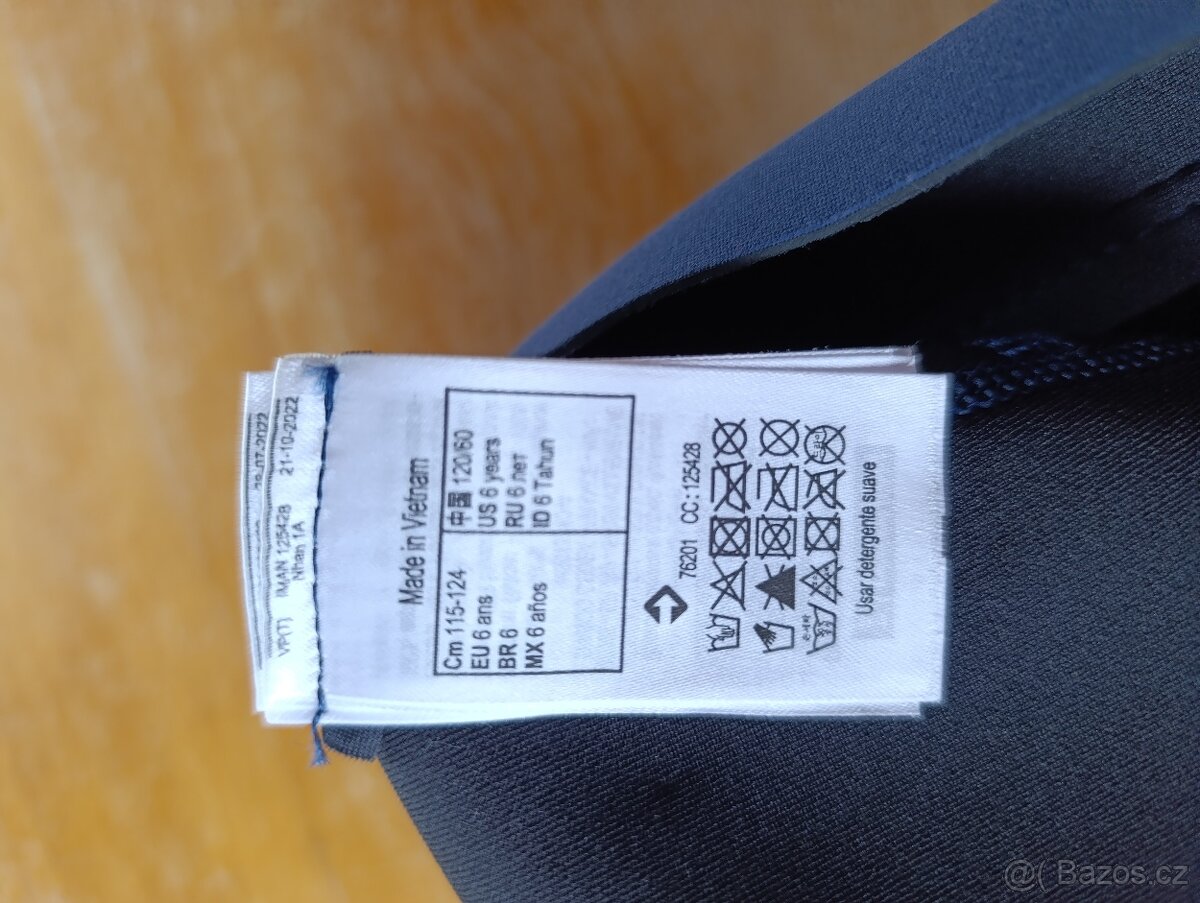 VP(T) IMAN 125428 21-10-2022
Nhan 1A
Made in Vietnam
Cm 115-124 中国 120/60
EU 6 ans US 6 years
BR 6 RU 6 лет
MX 6 años ID 6 Tahun
76201 CC : 125428
Usar detergente suave
@( Bazos.cz